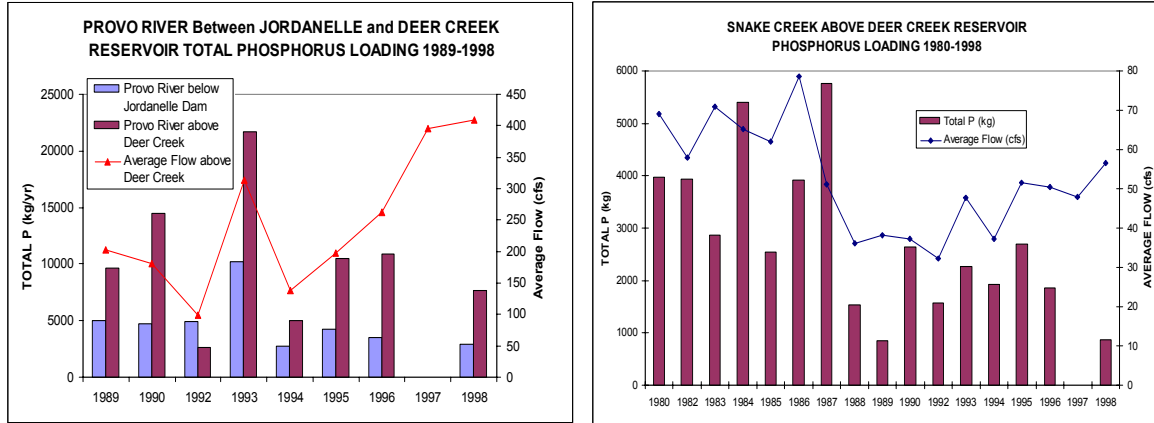 PROVO RIVER Between JORDANELLE and DEER CREEK
RESERVOIR TOTAL PHOSPHORUS LOADING 1989-1998
Provo River below
Jordanelle Dam
Provo River above
Deer Creek
Average Flow above
Deer Creek
TOTAL P (kg/yr)
25000
20000
15000
10000
5000
0
450
400
350
300
250
200
150
100
50
0
Average Flow (cfs)
1989 1990 1992 1993 1994 1995 1996 1997 1998
SNAKE CREEK ABOVE DEER CREEK RESERVOIR
PHOSPHORUS LOADING 1980-1998
Total P (kg)
Average Flow (cfs)
TOTAL P (kg)
6000
5000
4000
3000
2000
1000
0
80
70
60
50
40
30
20
10
0
AVERAGE FLOW (cfs)
1980 1982 1983 1984 1985 1986 1987 1988 1989 1990 1992 1993 1994 1995 1996 1997 1998